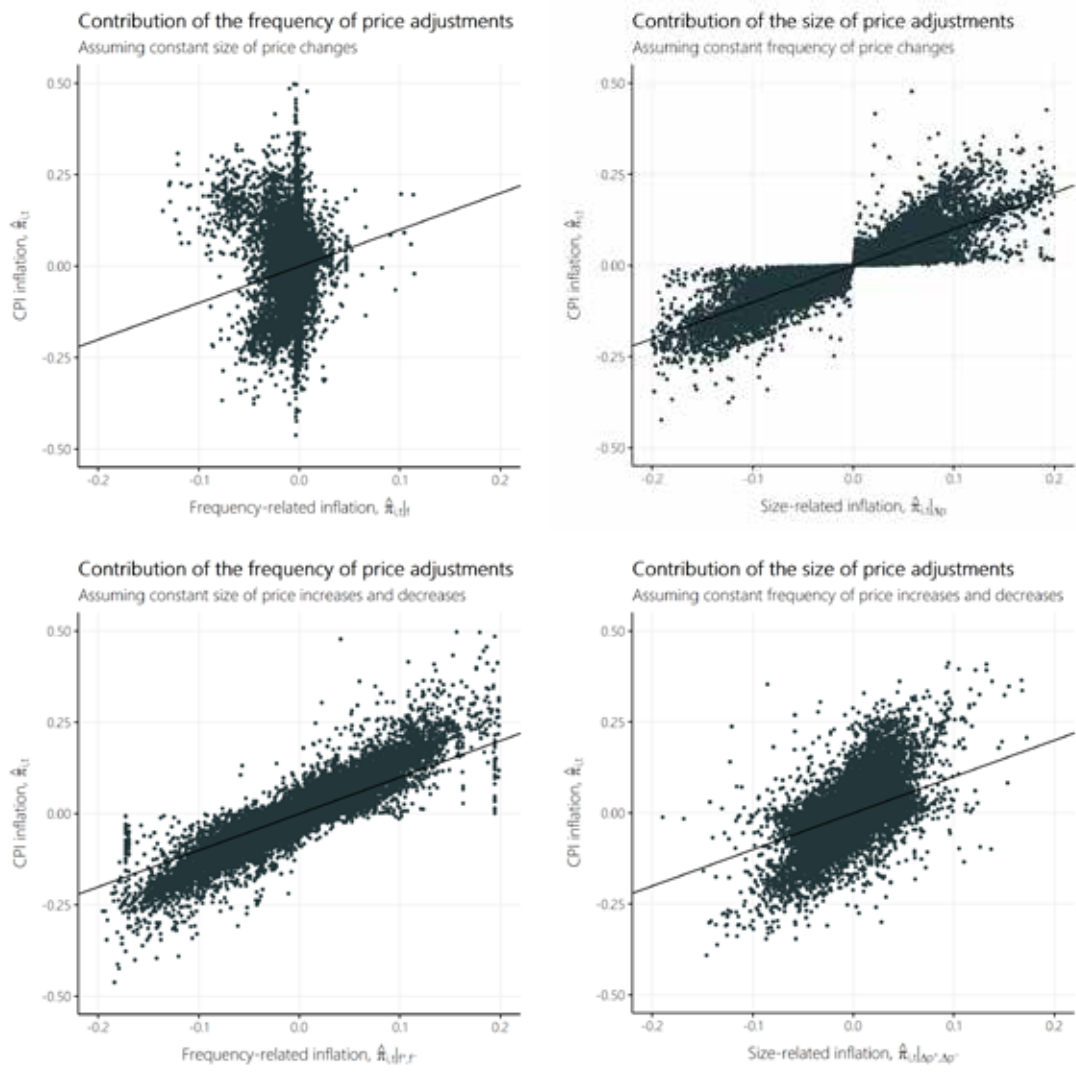 Contribution of the frequency of price adjustments
Assuming constant size of price changes
CPI inflation, π̂ᵢ,ₜ
0.50
0.25
0.00
-0.25
-0.50
-0.2
-0.1
0.0
0.1
0.2
Frequency-related inflation, π̂ᵢ,ₜ|f
Contribution of the size of price adjustments
Assuming constant frequency of price changes
CPI inflation, π̂ᵢ,ₜ
0.50
0.25
0.00
-0.25
-0.50
-0.2
-0.1
0.0
0.1
0.2
Size-related inflation, π̂ᵢ,ₜ|Δp
Contribution of the frequency of price adjustments
Assuming constant size of price increases and decreases
CPI inflation, π̂ᵢ,ₜ
0.50
0.25
0.00
-0.25
-0.50
-0.2
-0.1
0.0
0.1
0.2
Frequency-related inflation, π̂ᵢ,ₜ|f⁺,f⁻
Contribution of the size of price adjustments
Assuming constant frequency of price increases and decreases
CPI inflation, π̂ᵢ,ₜ
0.50
0.25
0.00
-0.25
-0.50
-0.2
-0.1
0.0
0.1
0.2
Size-related inflation, π̂ᵢ,ₜ|Δp⁺,Δp⁻